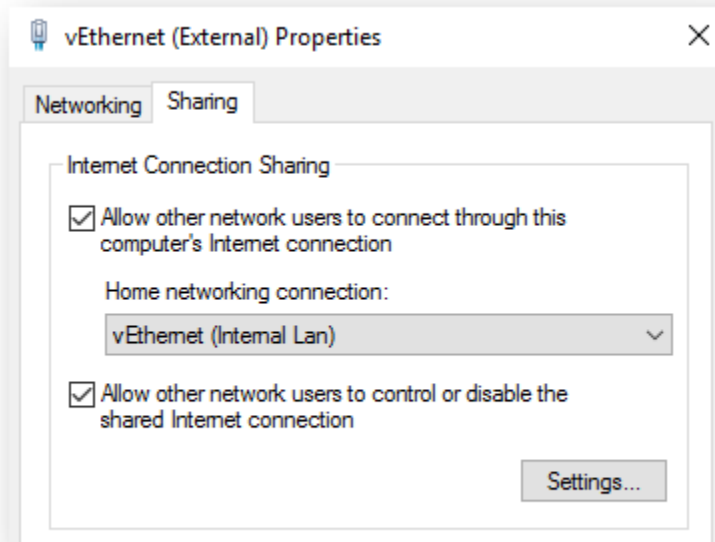 vEthernet (External) Properties
Networking
Sharing
Internet Connection Sharing
Allow other network users to connect through this
computer's Internet connection
Home networking connection:
vEthernet (Internal Lan)
Allow other network users to control or disable the
shared Internet connection
Settings...